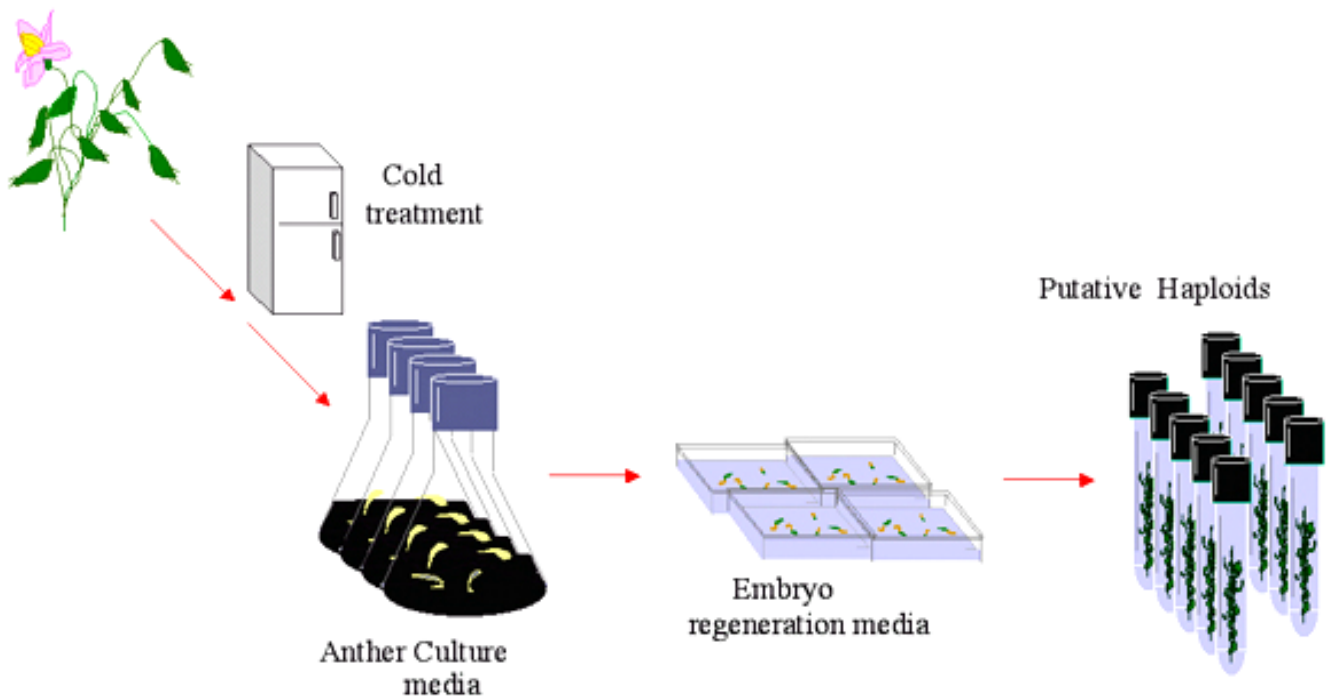 Cold
treatment
Putative Haploids
Embryo
regeneration media
Anther Culture
media